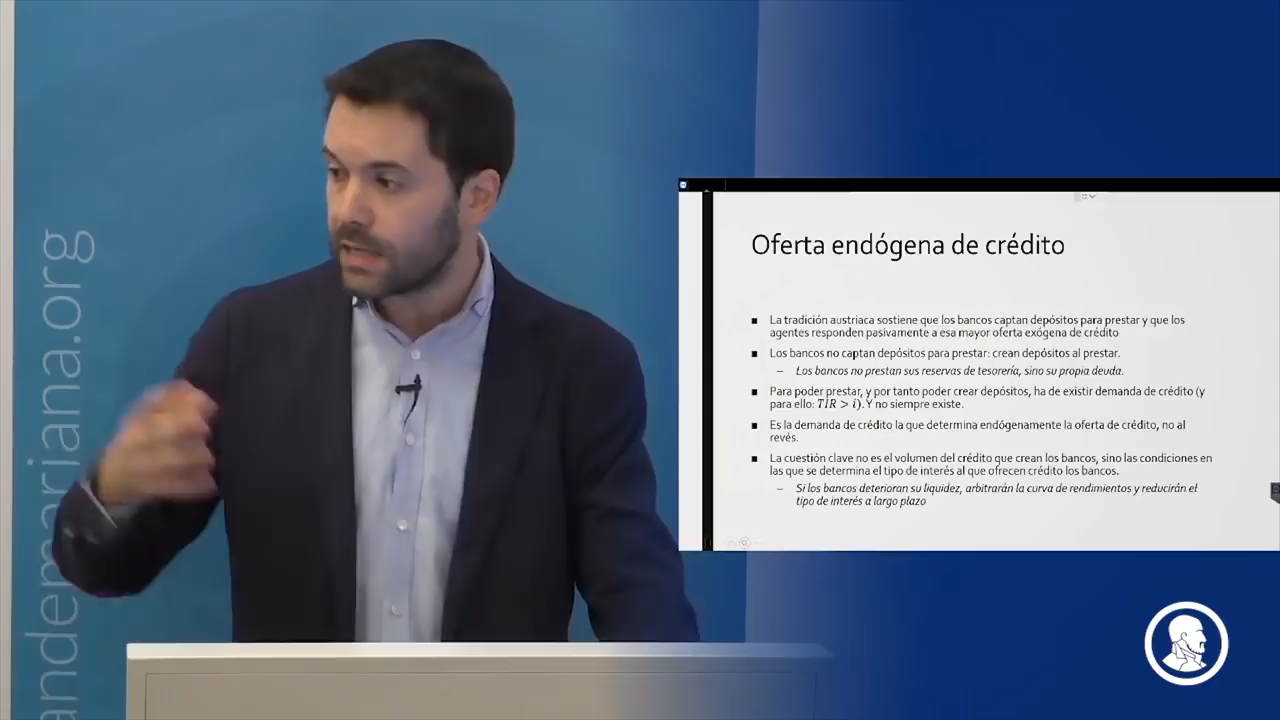 andemariana.org
Oferta endógena de crédito
▪ La tradición austriaca sostiene que los bancos captan depósitos para prestar y que los
agentes responden pasivamente a esa mayor oferta exógena de crédito
▪ Los bancos no captan depósitos para prestar: crean depósitos al prestar.
– Los bancos no prestan sus reservas de tesorería, sino su propia deuda.
▪ Para poder prestar, y por tanto poder crear depósitos, ha de existir demanda de crédito (y
para ello: TIR > i). Y no siempre existe.
▪ Es la demanda de crédito la que determina endógenamente la oferta de crédito, no al
revés.
▪ La cuestión clave no es el volumen del crédito que crean los bancos, sino las condiciones en
las que se determina el tipo de interés al que ofrecen crédito los bancos.
– Si los bancos deterioran su liquidez, arbitrarán la curva de rendimientos y reducirán el
tipo de interés a largo plazo